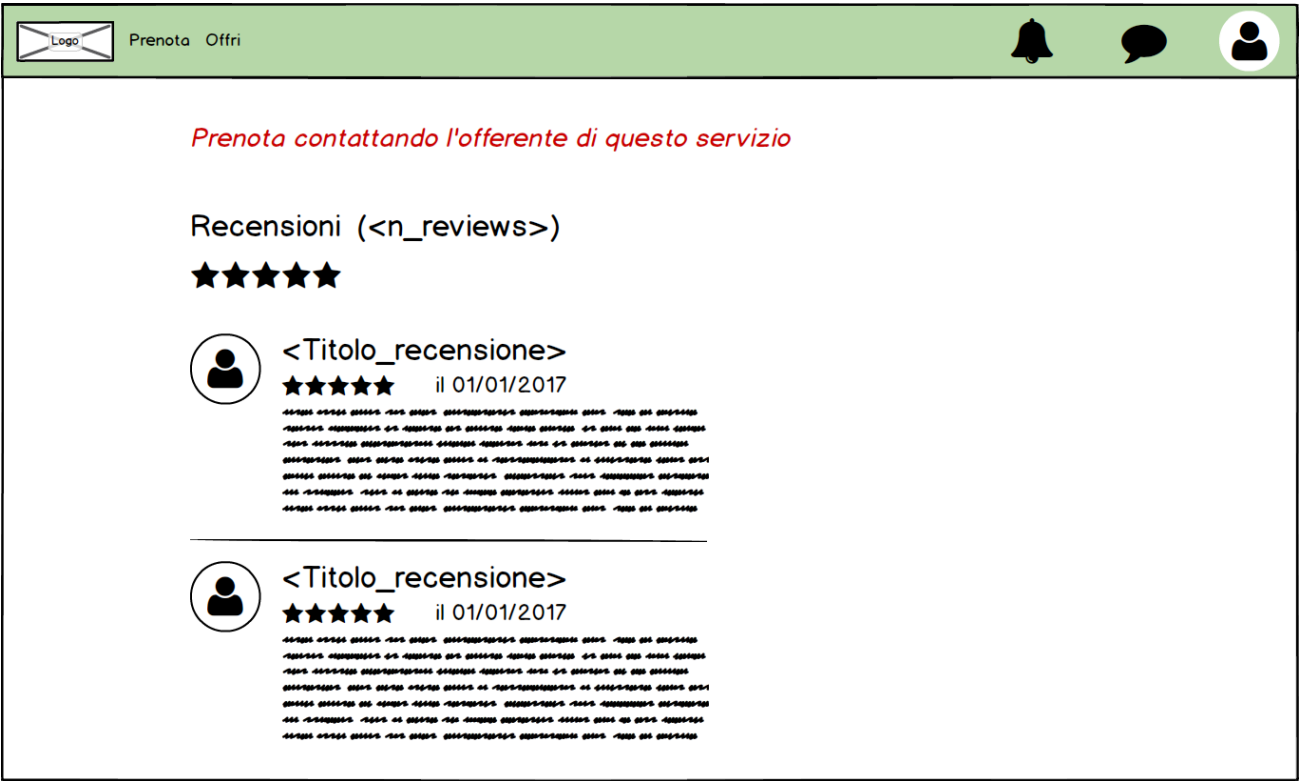 Logo
Prenota Offri
Prenota contattando l'offerente di questo servizio
Recensioni (<n_reviews>)
<Titolo_recensione>
il 01/01/2017
<Titolo_recensione>
il 01/01/2017